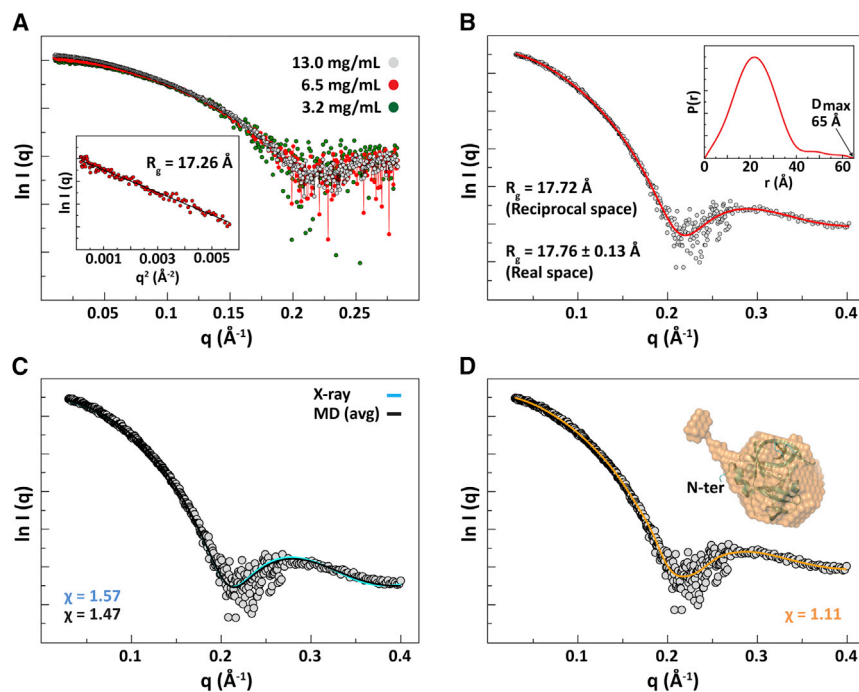 A
13.0 mg/mL
6.5 mg/mL
3.2 mg/mL
ln I (q)
R_g = 17.26 Å
ln I (q)
0.001 0.003 0.005
q² (Å⁻²)
0.05 0.1 0.15 0.2 0.25
q (Å⁻¹)
B
P(r)
D max
65 Å
0 20 40 60
r (Å)
ln I (q)
R_g = 17.72 Å
(Reciprocal space)
R_g = 17.76 ± 0.13 Å
(Real space)
0.1 0.2 0.3 0.4
q (Å⁻¹)
C
X-ray
MD (avg)
ln I (q)
χ = 1.57
χ = 1.47
0.1 0.2 0.3 0.4
q (Å⁻¹)
D
N-ter
ln I (q)
χ = 1.11
0.1 0.2 0.3 0.4
q (Å⁻¹)